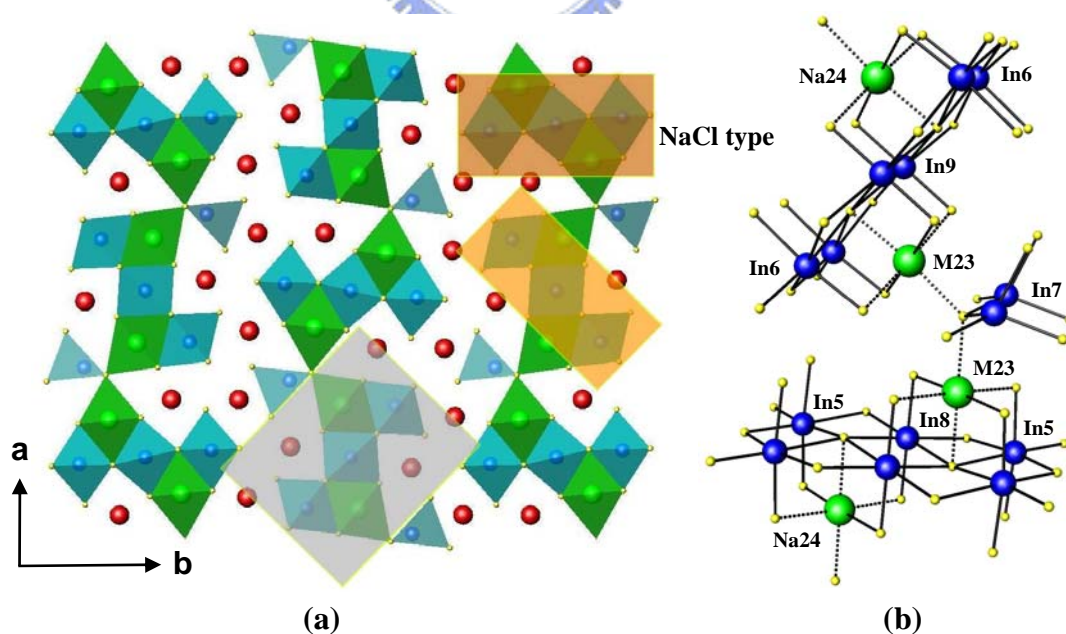 NaCl type
a
b
(a)
Na24
In6
In9
In6
M23
In7
M23
In5
In8
In5
Na24
(b)